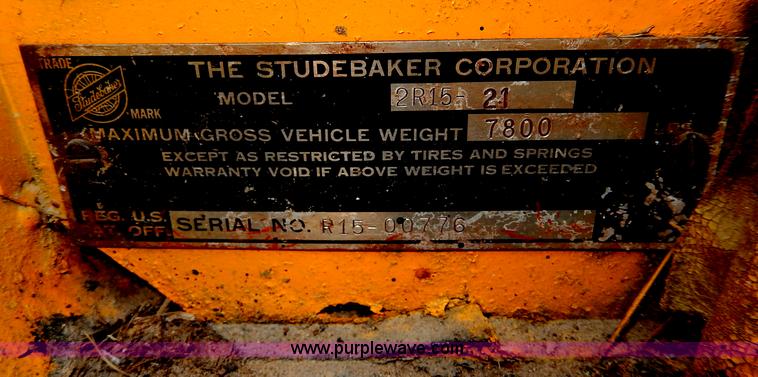 TRADE
Studebaker
MARK
THE STUDEBAKER CORPORATION
MODEL 2R15-21
MAXIMUM GROSS VEHICLE WEIGHT 7800
EXCEPT AS RESTRICTED BY TIRES AND SPRINGS
WARRANTY VOID IF ABOVE WEIGHT IS EXCEEDED
REG. U.S.
PAT. OFF.
SERIAL NO. R15-00776
www.purplewave.com